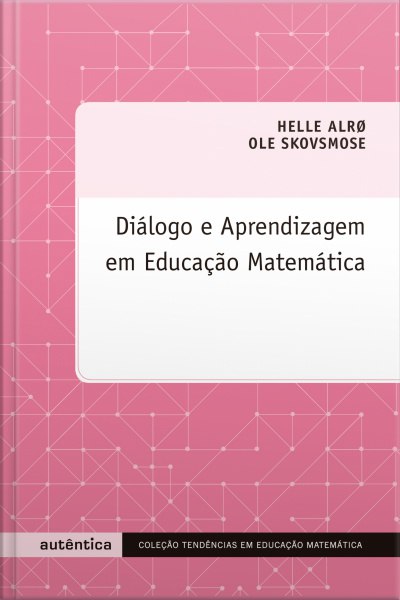 HELLE ALRØ
OLE SKOVSMOSE
Diálogo e Aprendizagem
em Educação Matemática
autêntica
COLEÇÃO TENDÊNCIAS EM EDUCAÇÃO MATEMÁTICA